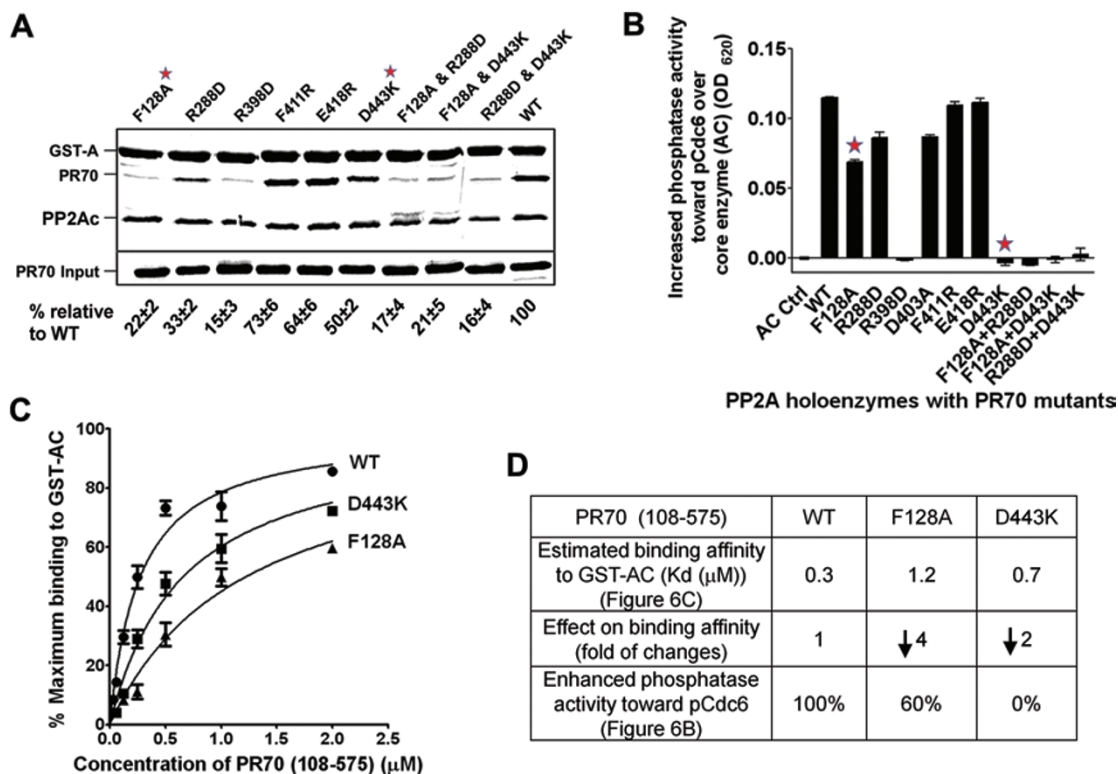 A
F128A
R288D
R398D
F411R
E418R
D443K
F128A & R288D
F128A & D443K
R288D & D443K
WT
GST-A
PR70
PP2Ac
PR70 Input
% relative
to WT
22±2
33±2
15±3
73±6
64±6
50±2
17±4
21±5
16±4
100
B
Increased phosphatase activity
toward pCdc6 over
core enzyme (AC) (OD 620)
0.15
0.10
0.05
0.00
AC Ctrl
WT
F128A
R288D
R398D
D403A
F411R
E418R
D443K
F128A+R288D
F128A+D443K
R288D+D443K
PP2A holoenzymes with PR70 mutants
C
% Maximum binding to GST-AC
100
80
60
40
20
0
0.0
0.5
1.0
1.5
2.0
WT
D443K
F128A
Concentration of PR70 (108-575) (μM)
D
PR70 (108-575) WT F128A D443K
Estimated binding affinity
to GST-AC (Kd (μM))
(Figure 6C)
0.3 1.2 0.7
Effect on binding affinity
(fold of changes)
1 ↓4 ↓2
Enhanced phosphatase
activity toward pCdc6
(Figure 6B)
100% 60% 0%